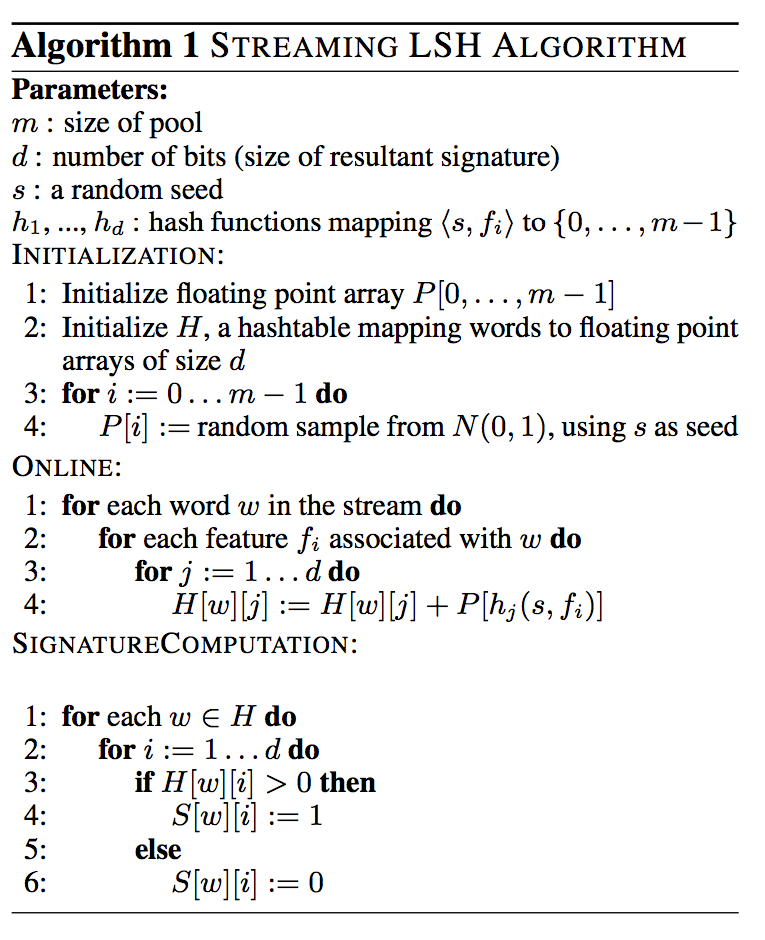 Algorithm 1 STREAMING LSH ALGORITHM
Parameters:
m : size of pool
d : number of bits (size of resultant signature)
s : a random seed
h₁, ..., h_d : hash functions mapping ⟨s, fᵢ⟩ to {0, . . . , m−1}
INITIALIZATION:
1: Initialize floating point array P[0, . . . , m − 1]
2: Initialize H, a hashtable mapping words to floating point
arrays of size d
3: for i := 0 . . . m − 1 do
4: P[i] := random sample from N(0, 1), using s as seed
ONLINE:
1: for each word w in the stream do
2: for each feature fᵢ associated with w do
3: for j := 1 . . . d do
4: H[w][j] := H[w][j] + P[hⱼ(s, fᵢ)]
SIGNATURECOMPUTATION:
1: for each w ∈ H do
2: for i := 1 . . . d do
3: if H[w][i] > 0 then
4: S[w][i] := 1
5: else
6: S[w][i] := 0